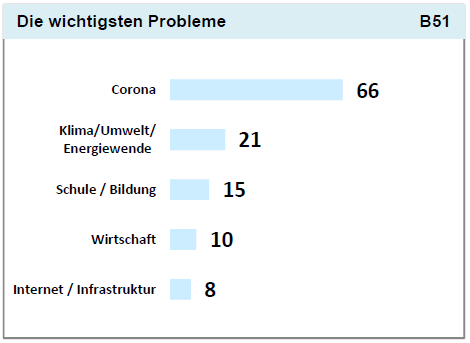 Die wichtigsten Probleme B51
Corona 66
Klima/Umwelt/
Energiewende 21
Schule / Bildung 15
Wirtschaft 10
Internet / Infrastruktur 8